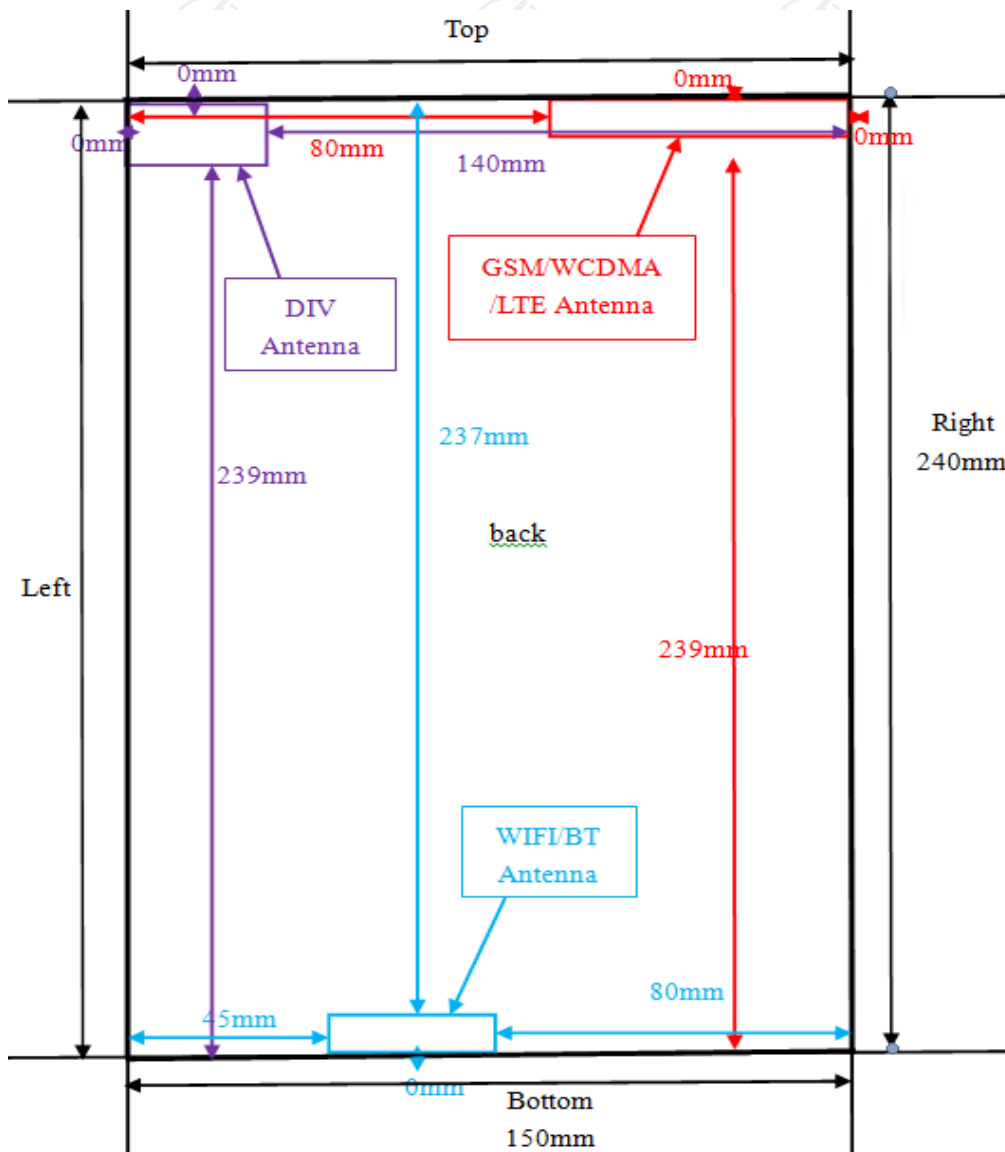 Top
0mm
0mm
0mm
80mm
140mm
0mm
GSM/WCDMA
/LTE Antenna
DIV
Antenna
237mm
Right
240mm
239mm
back
Left
239mm
WIFI/BT
Antenna
80mm
45mm
0mm
Bottom
150mm